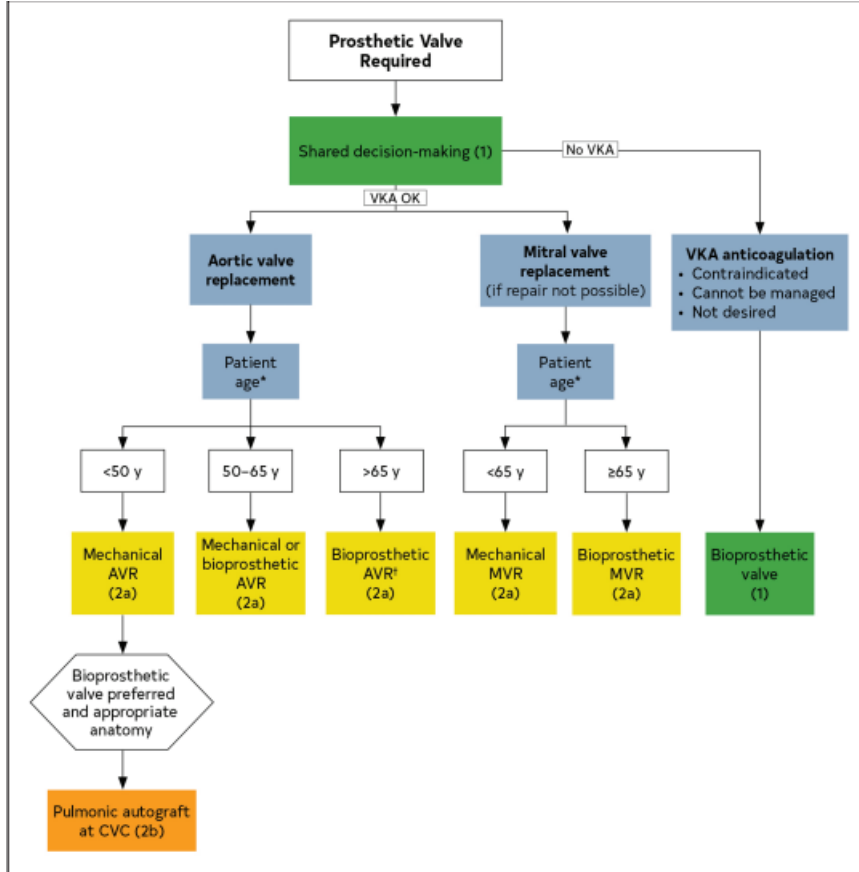 Prosthetic Valve
Required
Shared decision-making (1)
No VKA
VKA OK
Aortic valve
replacement
Mitral valve
replacement
(if repair not possible)
VKA anticoagulation
• Contraindicated
• Cannot be managed
• Not desired
Patient
age*
Patient
age*
<50 y
50–65 y
>65 y
<65 y
≥65 y
Mechanical
AVR
(2a)
Mechanical or
bioprosthetic
AVR
(2a)
Bioprosthetic
AVR†
(2a)
Mechanical
MVR
(2a)
Bioprosthetic
MVR
(2a)
Bioprosthetic
valve
(1)
Bioprosthetic
valve preferred
and appropriate
anatomy
Pulmonic autograft
at CVC (2b)